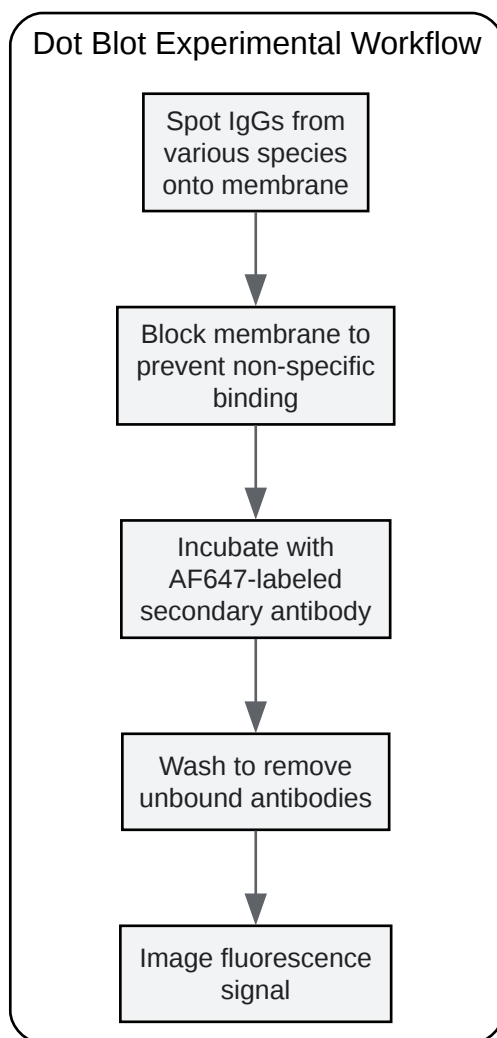 Dot Blot Experimental Workflow
Spot IgGs from
various species
onto membrane
Block membrane to
prevent non-specific
binding
Incubate with
AF647-labeled
secondary antibody
Wash to remove
unbound antibodies
Image fluorescence
signal